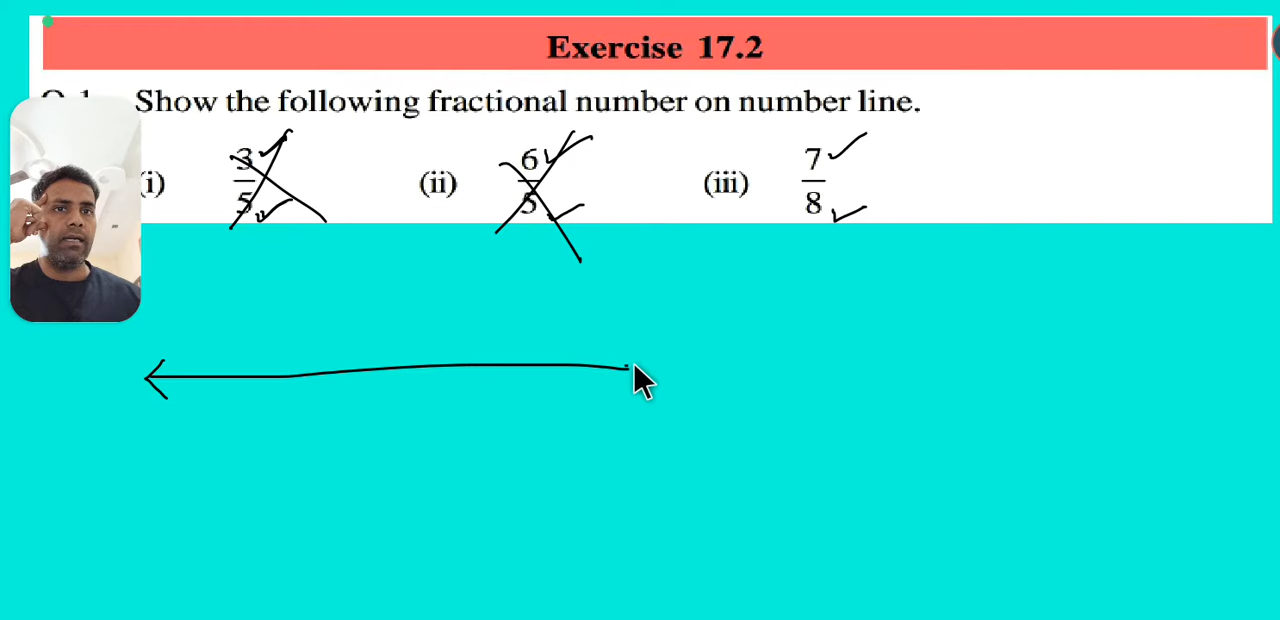 Exercise 17.2
Show the following fractional number on number line.
(i) 3/5 (ii) 6/5 (iii) 7/8